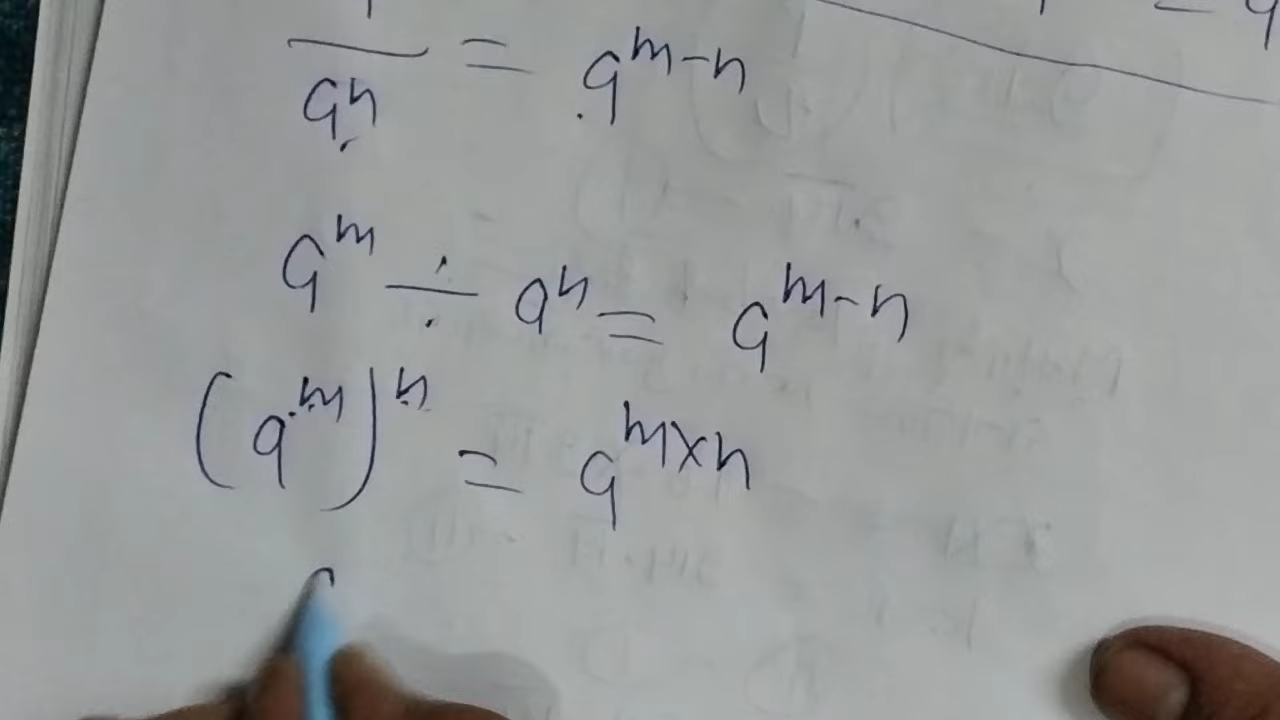 /aⁿ = a^(m-n)
a^m ÷ aⁿ = a^(m-n)
(a^m)^n = a^(m×n)